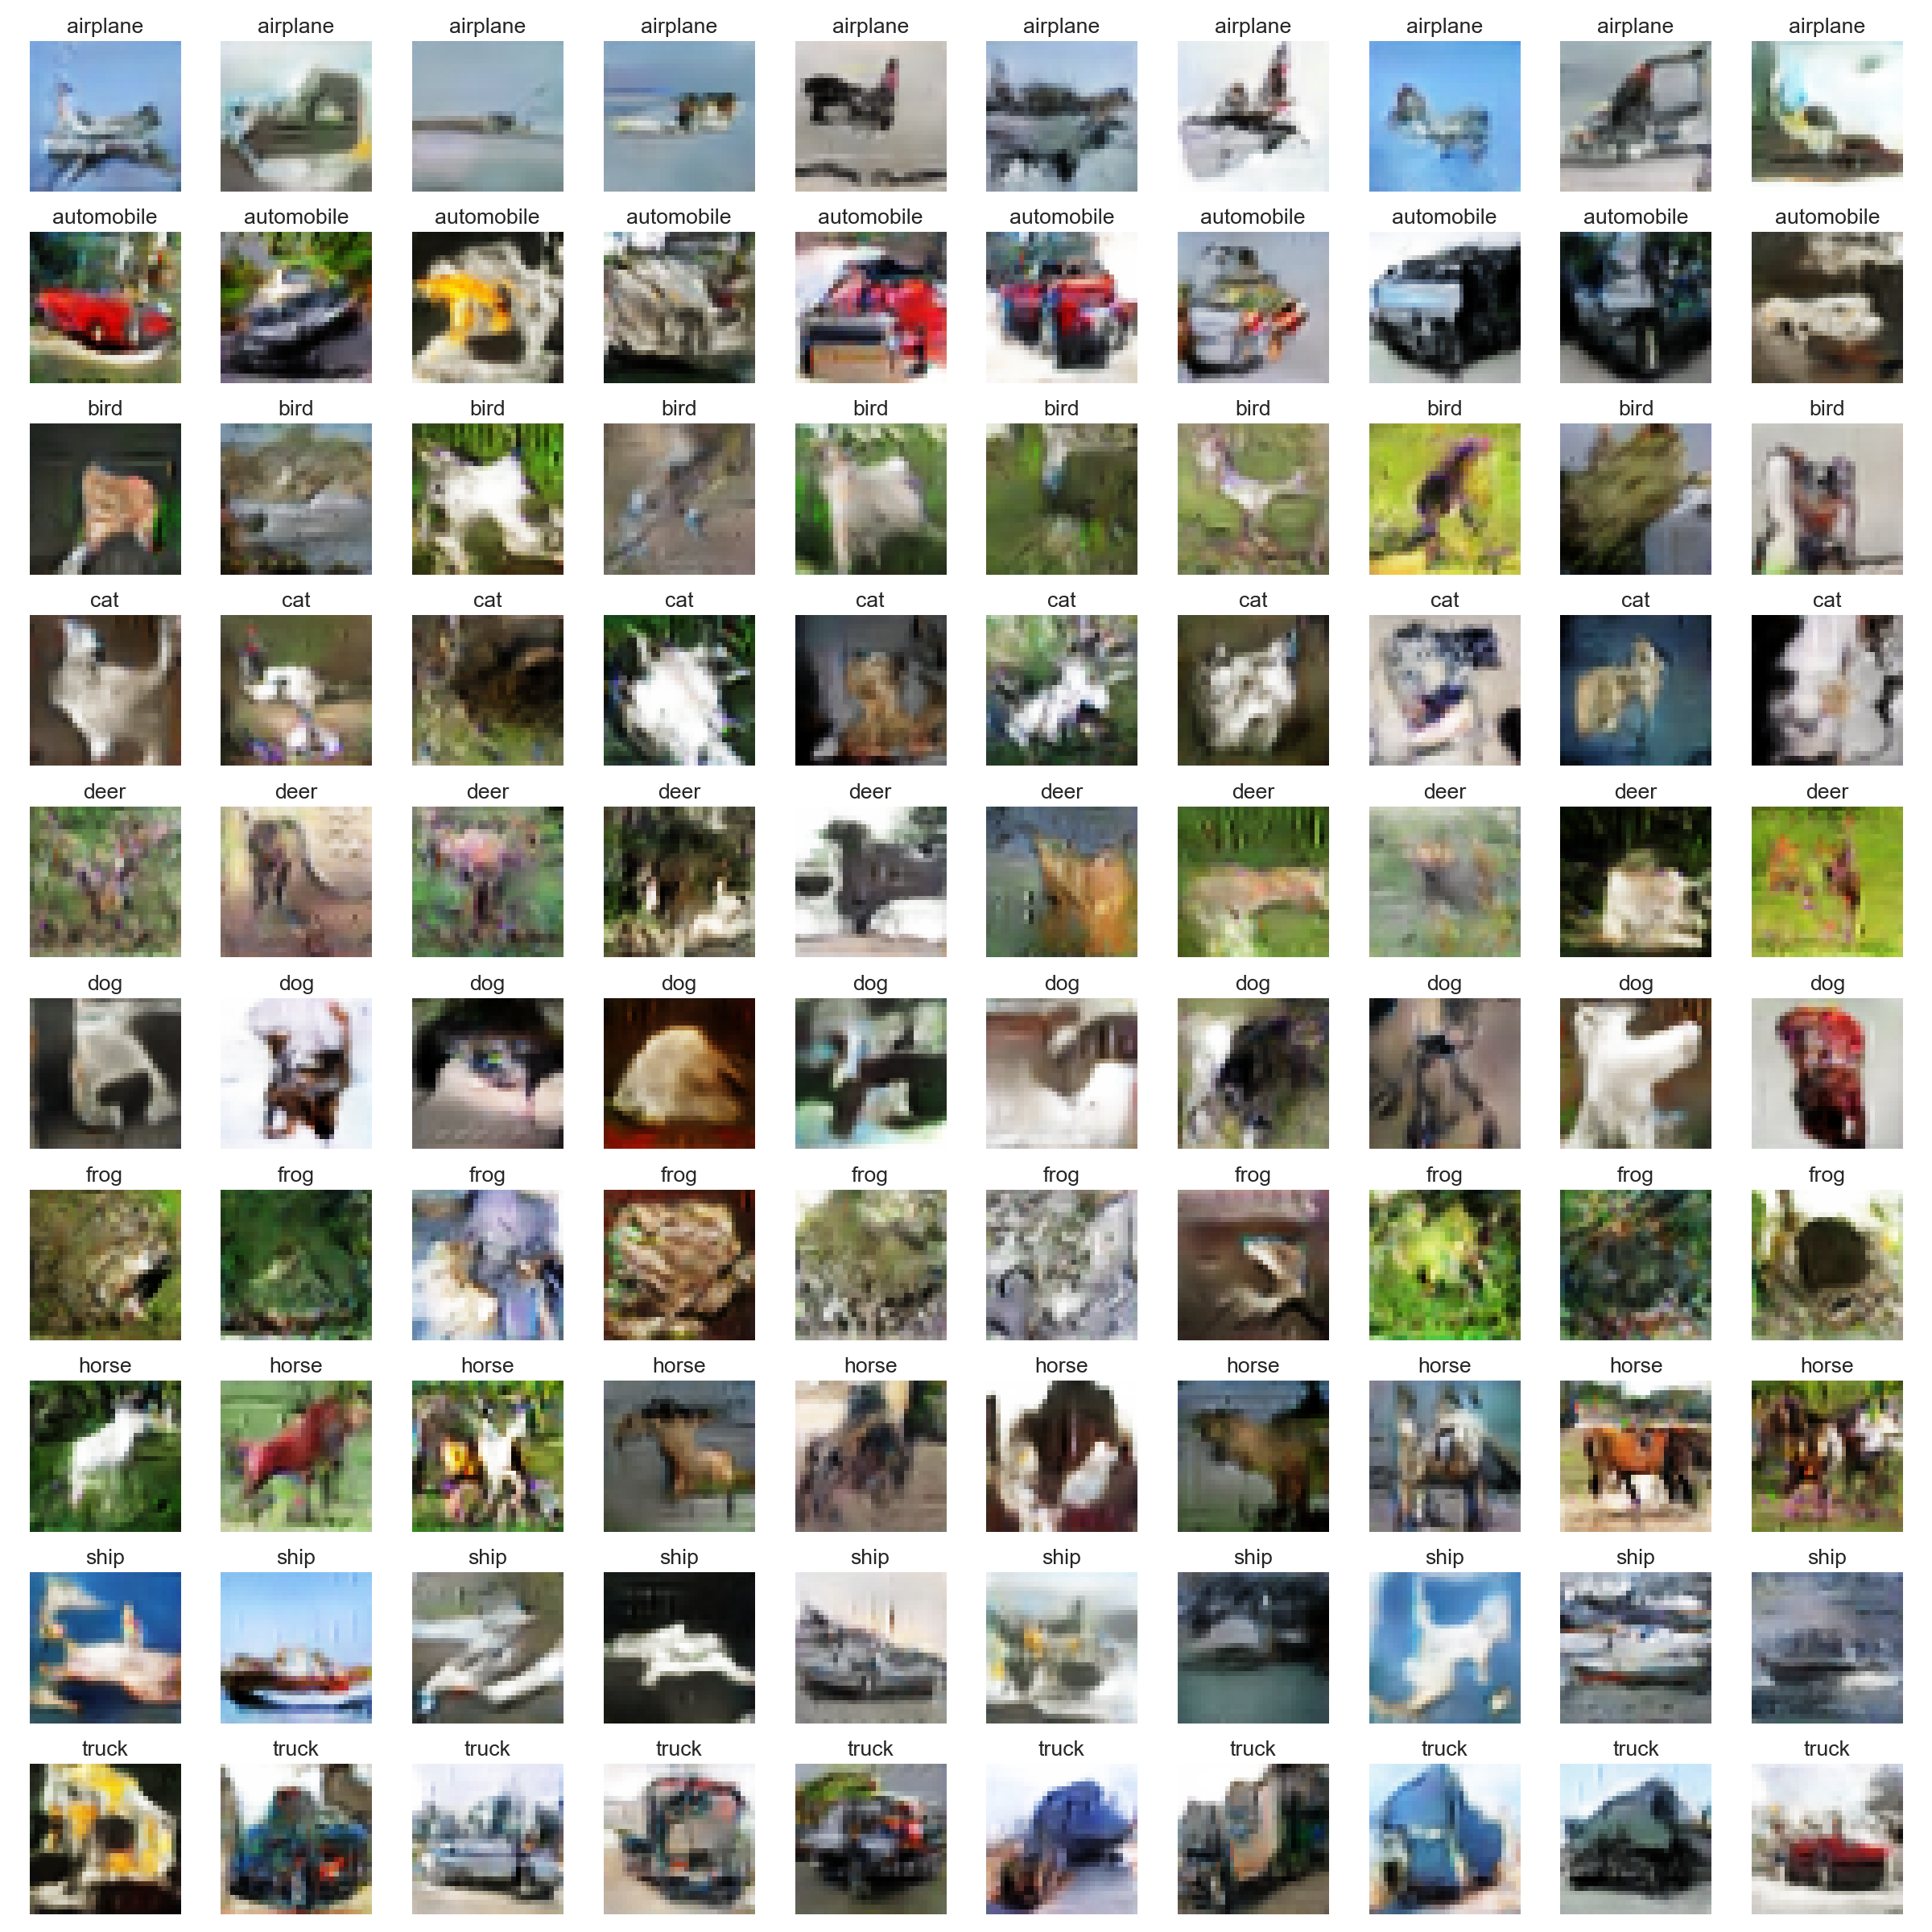 airplane airplane airplane airplane airplane airplane airplane airplane airplane airplane
automobile automobile automobile automobile automobile automobile automobile automobile automobile automobile
bird bird bird bird bird bird bird bird bird bird
cat cat cat cat cat cat cat cat cat cat
deer deer deer deer deer deer deer deer deer deer
dog dog dog dog dog dog dog dog dog dog
frog frog frog frog frog frog frog frog frog frog
horse horse horse horse horse horse horse horse horse horse
ship ship ship ship ship ship ship ship ship ship
truck truck truck truck truck truck truck truck truck truck